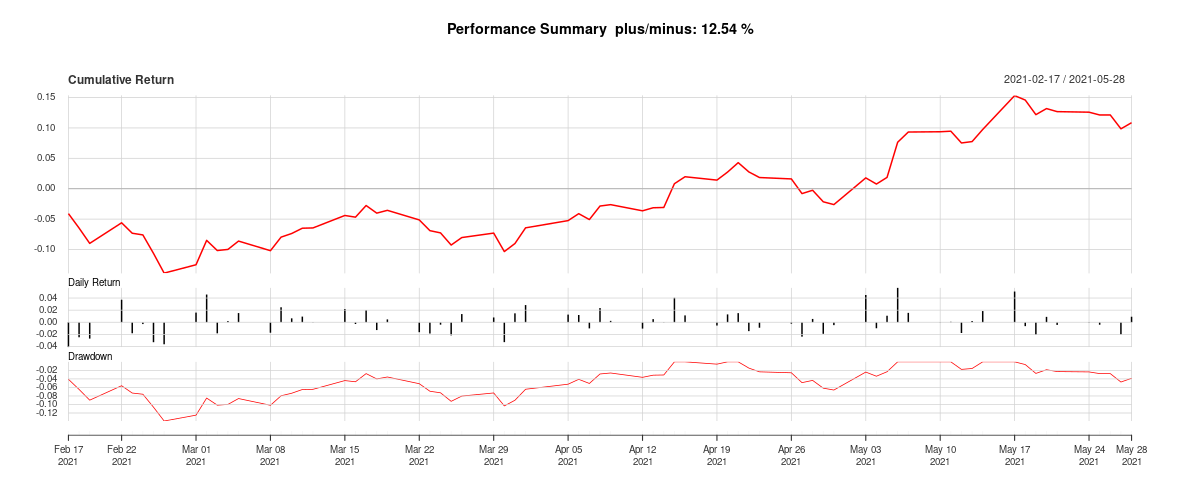 Performance Summary  plus/minus: 12.54 %
Cumulative Return
2021-02-17 / 2021-05-28
0.15
0.10
0.05
0.00
-0.05
-0.10
Daily Return
0.04
0.02
0.00
-0.02
-0.04
Drawdown
-0.02
-0.04
-0.06
-0.08
-0.10
-0.12
Feb 17 Feb 22 Mar 01 Mar 08 Mar 15 Mar 22 Mar 29 Apr 05 Apr 12 Apr 19 Apr 26 May 03 May 10 May 17 May 24 May 28
2021 2021 2021 2021 2021 2021 2021 2021 2021 2021 2021 2021 2021 2021 2021 2021